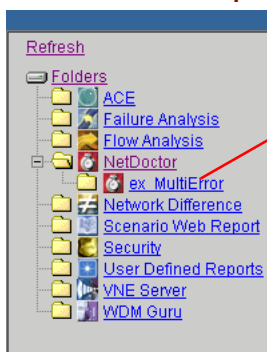 Refresh
Folders
ACE
Failure Analysis
Flow Analysis
NetDoctor
ex_MultiError
Network Difference
Scenario Web Report
Security
User Defined Reports
VNE Server
WDM Guru